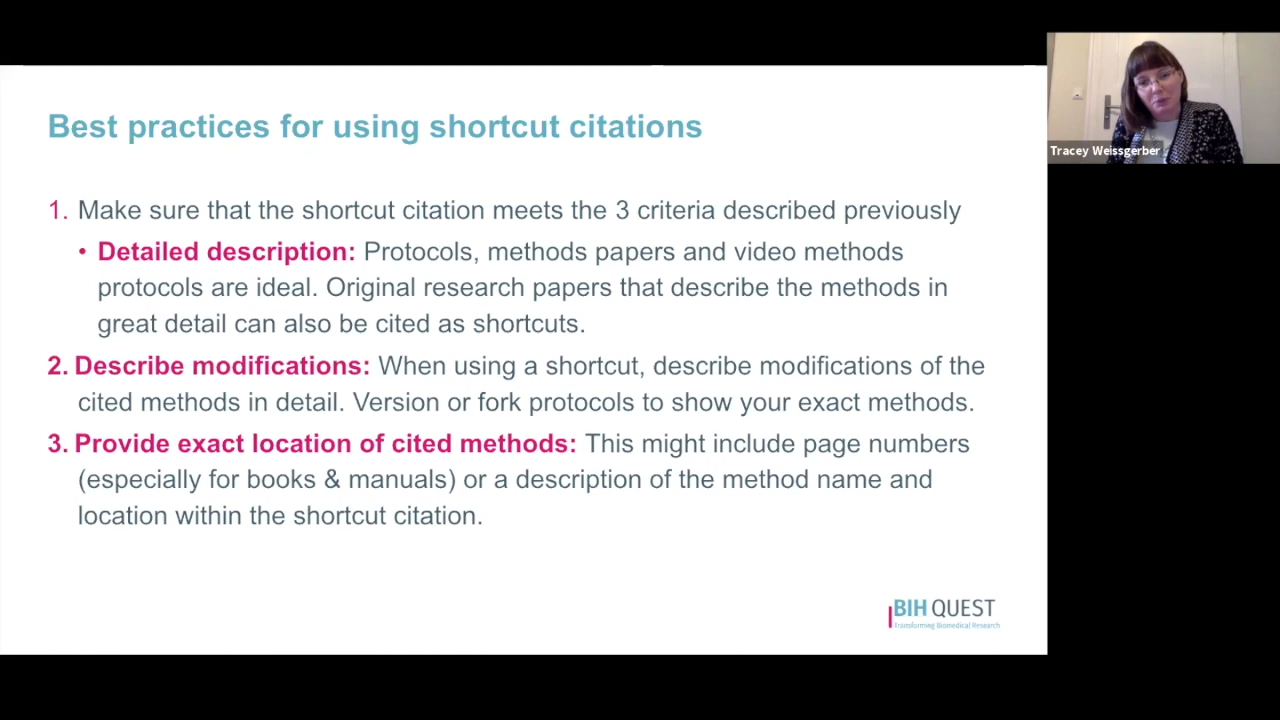 Best practices for using shortcut citations
Tracey Weissgerber
1. Make sure that the shortcut citation meets the 3 criteria described previously
• Detailed description: Protocols, methods papers and video methods
protocols are ideal. Original research papers that describe the methods in
great detail can also be cited as shortcuts.
2. Describe modifications: When using a shortcut, describe modifications of the
cited methods in detail. Version or fork protocols to show your exact methods.
3. Provide exact location of cited methods: This might include page numbers
(especially for books & manuals) or a description of the method name and
location within the shortcut citation.
BIH QUEST
Transforming Biomedical Research